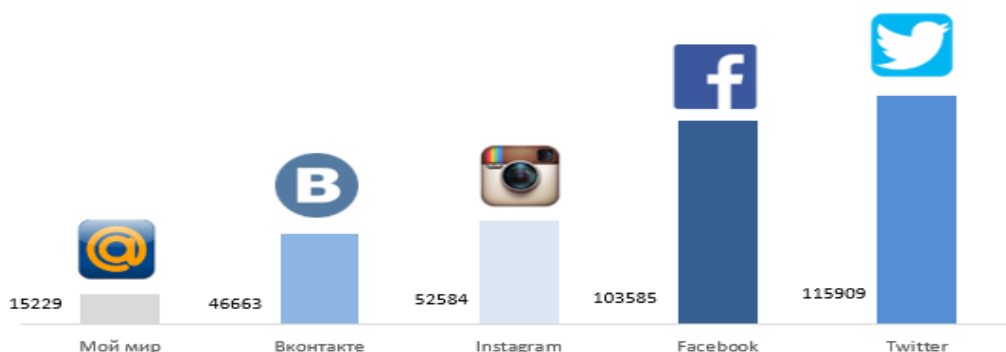 B
f
@
15229
46663
52584
103585
115909
Мой мир
Вконтакте
Instagram
Facebook
Twitter